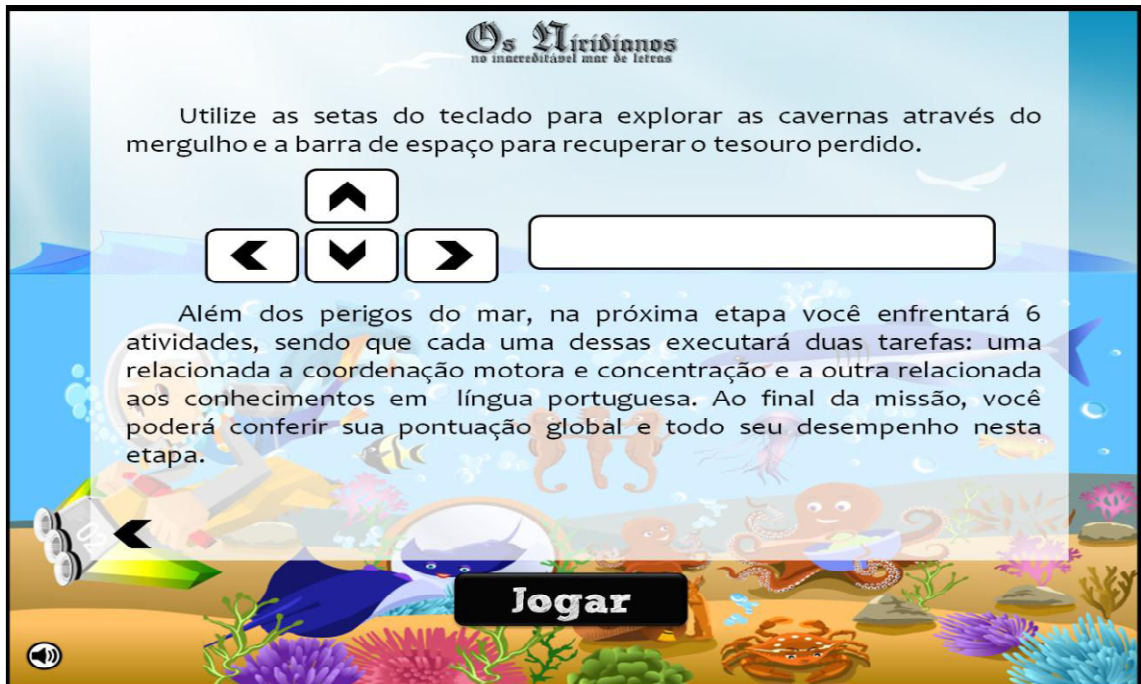 Os Niridianos
no inacreditável mar de letras
Utilize as setas do teclado para explorar as cavernas através do
mergulho e a barra de espaço para recuperar o tesouro perdido.
Além dos perigos do mar, na próxima etapa você enfrentará 6
atividades, sendo que cada uma dessas executará duas tarefas: uma
relacionada a coordenação motora e concentração e a outra relacionada
aos conhecimentos em língua portuguesa. Ao final da missão, você
poderá conferir sua pontuação global e todo seu desempenho nesta
etapa.
02
Jogar